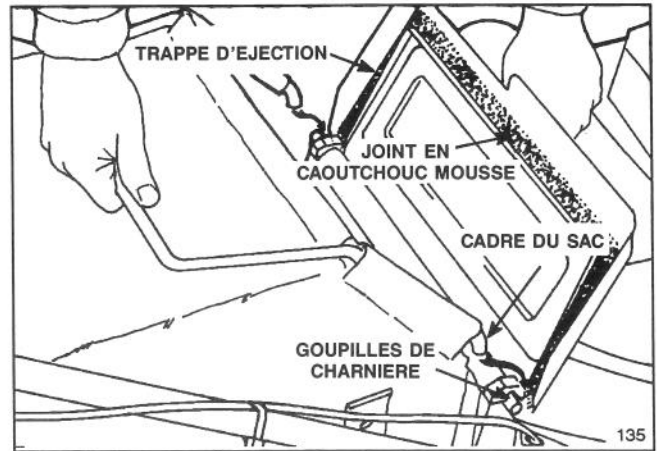 TRAPPE D'EJECTION
JOINT EN
CAOUTCHOUC MOUSSE
CADRE DU SAC
GOUPILLES DE
CHARNIERE
135